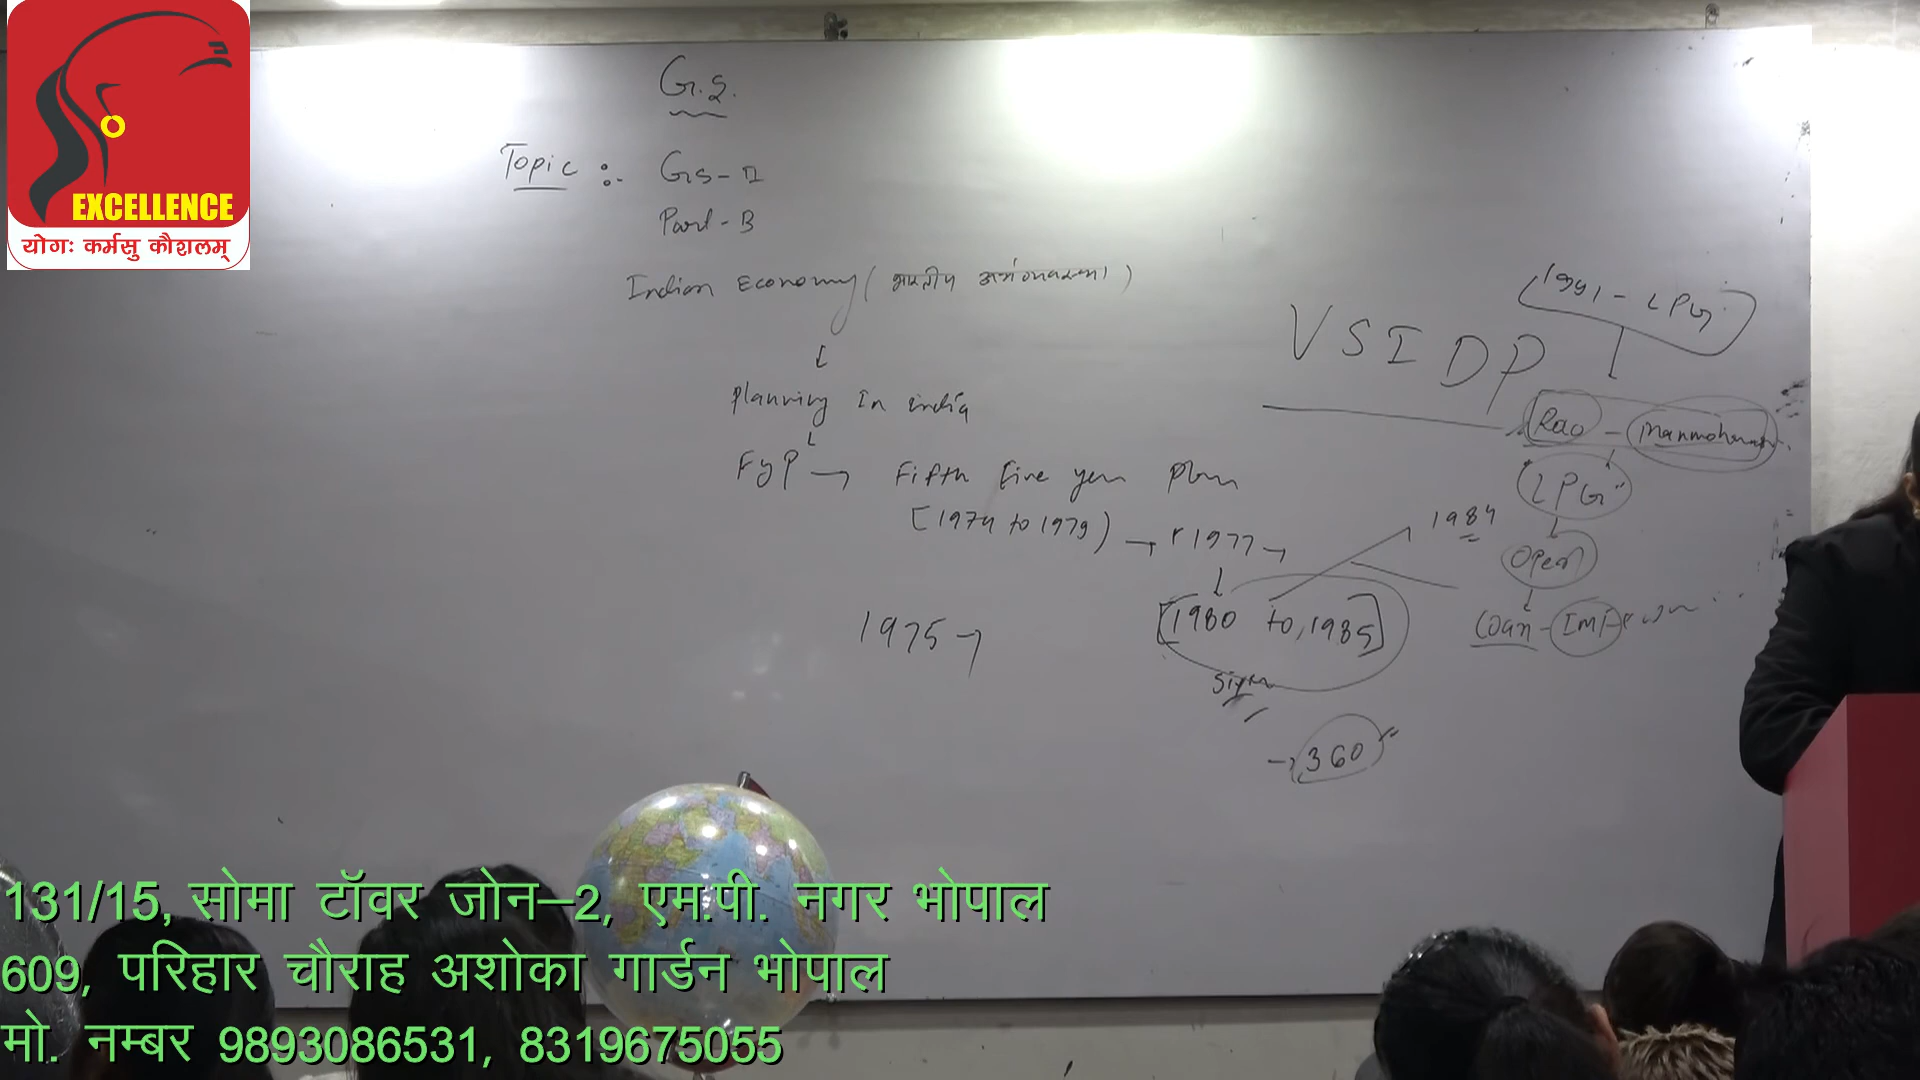 EXCELLENCE
योगः कर्मसु कौशलम्
G.S.
Topic :- GS-II
Part-B
Indian Economy (भारतीय अर्थव्यवस्था)
Planning In india
FyP → Fifth five year plan
[1974 to 1979) → 1977 →
1984
[1980 to, 1985]
1975 →
→ 360
VSIDP
1991 - LPG
Rao - manmohan
LPG
open
Loan - IMF
131/15, सोमा टॉवर जोन–2, एम.पी. नगर भोपाल
609, परिहार चौराह अशोका गार्डन भोपाल
मो. नम्बर 9893086531, 8319675055